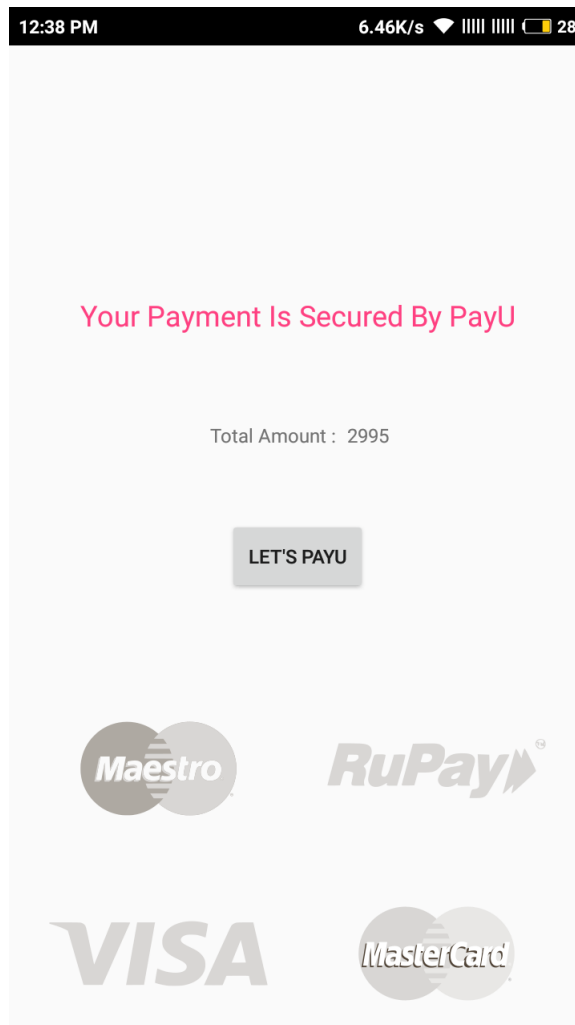 12:38 PM 6.46K/s 28
Your Payment Is Secured By PayU
Total Amount : 2995
LET'S PAYU
Maestro RuPay
VISA MasterCard